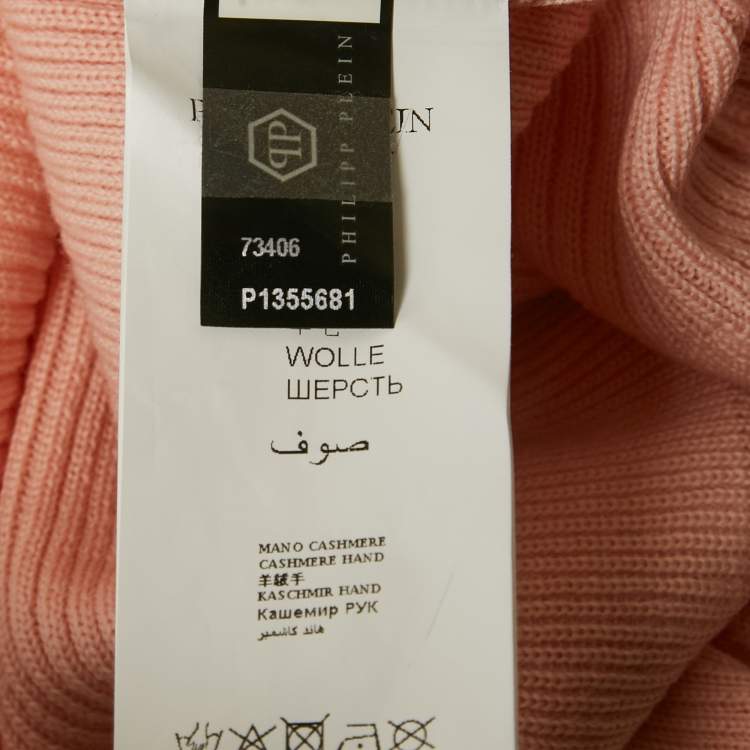 PHILIPP PLEIN
73406
P1355681
WOLLE
ШЕРСТЬ
صوف
MANO CASHMERE
CASHMERE HAND
羊絨手
KASCHMIR HAND
Кашемир РУК
هاند كاشمير